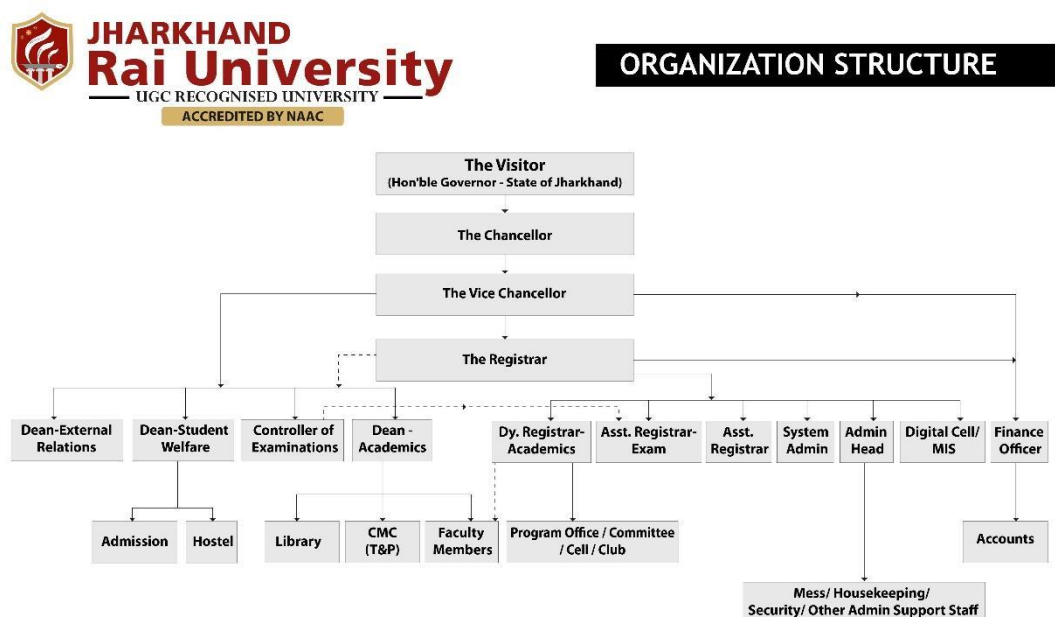 JHARKHAND
Rai University
UGC RECOGNISED UNIVERSITY
ACCREDITED BY NAAC
ORGANIZATION STRUCTURE
The Visitor
(Hon'ble Governor - State of Jharkhand)
The Chancellor
The Vice Chancellor
The Registrar
Dean-External
Relations
Dean-Student
Welfare
Controller of
Examinations
Dean -
Academics
Dy. Registrar-
Academics
Asst. Registrar-
Exam
Asst.
Registrar
System
Admin
Admin
Head
Digital Cell/
MIS
Finance
Officer
Admission
Hostel
Library
CMC
(T&P)
Faculty
Members
Program Office / Committee
/ Cell / Club
Accounts
Mess/ Housekeeping/
Security/ Other Admin Support Staff